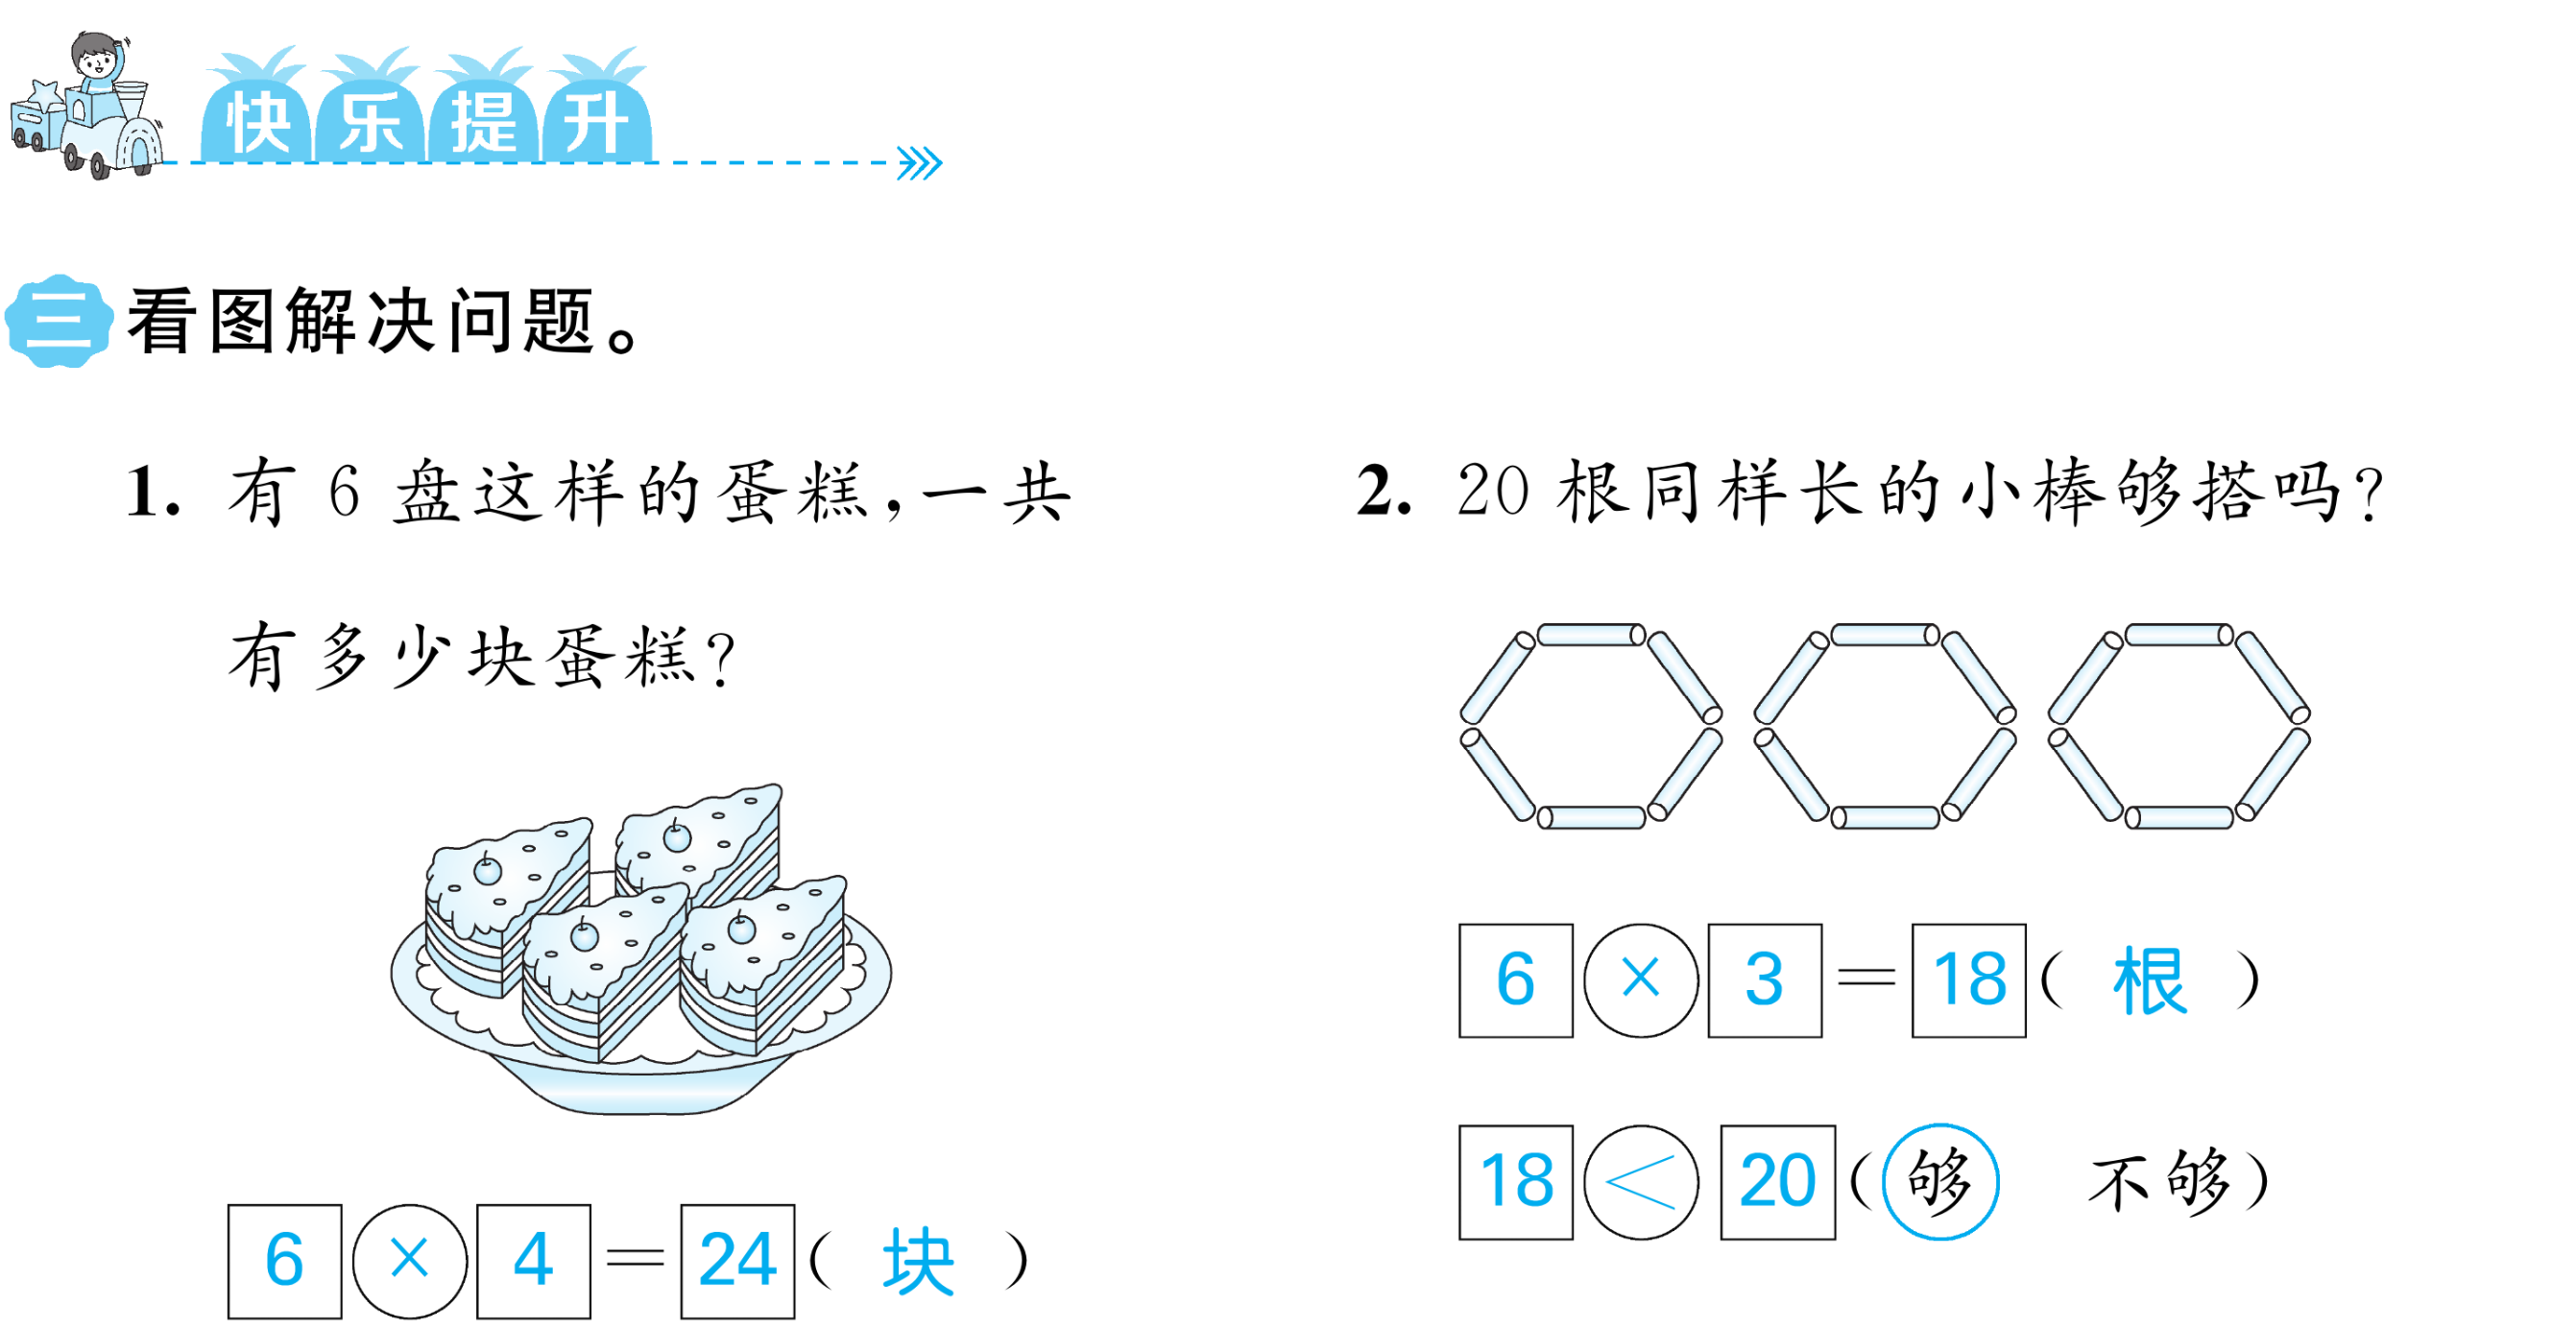 快乐提升
三 看图解决问题。
1. 有 6 盘这样的蛋糕,一共
有多少块蛋糕?
6 × 4 = 24 ( 块 )
2. 20 根同样长的小棒够搭吗?
6 × 3 = 18 ( 根 )
18 < 20 (够 不够)